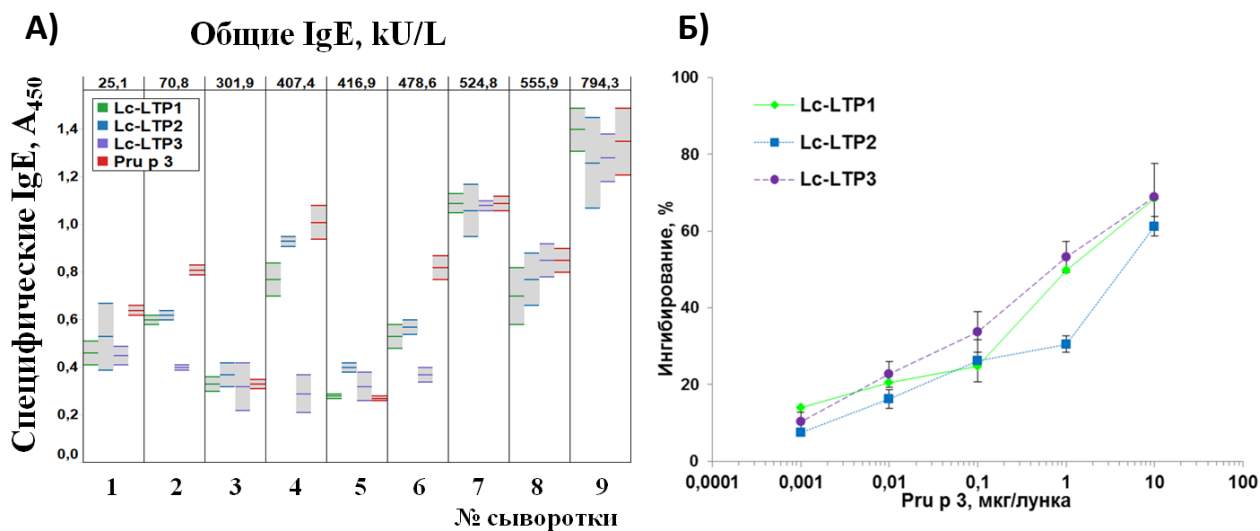 А)
Общие IgE, kU/L
25,1 70,8 301,9 407,4 416,9 478,6 524,8 555,9 794,3
Специфические IgE, A450
Lc-LTP1
Lc-LTP2
Lc-LTP3
Pru p 3
1,4
1,2
1,0
0,8
0,6
0,4
0,2
0,0
1 2 3 4 5 6 7 8 9
№ сыворотки
Б)
Ингибирование, %
100
80
60
40
20
0
Lc-LTP1
Lc-LTP2
Lc-LTP3
0,0001 0,001 0,01 0,1 1 10 100
Pru p 3, мкг/лунка